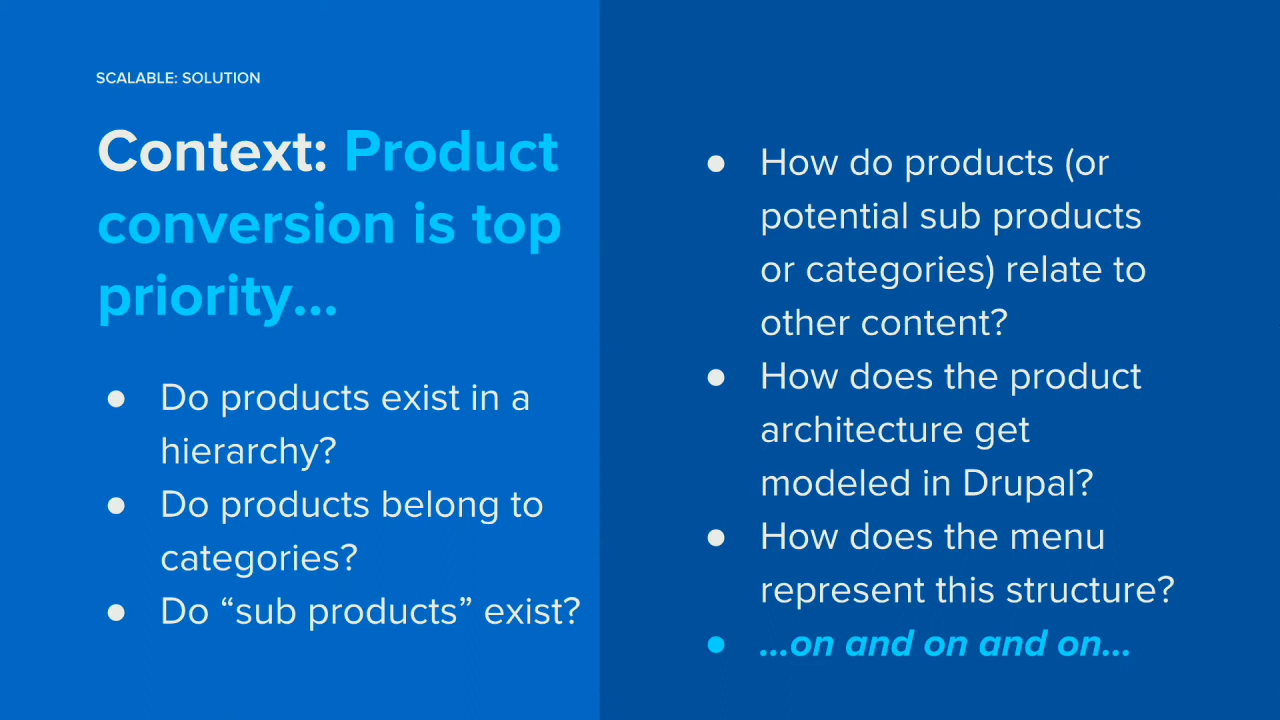 SCALABLE: SOLUTION
Context: Product
conversion is top
priority...
● Do products exist in a
hierarchy?
● Do products belong to
categories?
● Do “sub products” exist?
● How do products (or
potential sub products
or categories) relate to
other content?
● How does the product
architecture get
modeled in Drupal?
● How does the menu
represent this structure?
● ...on and on and on...